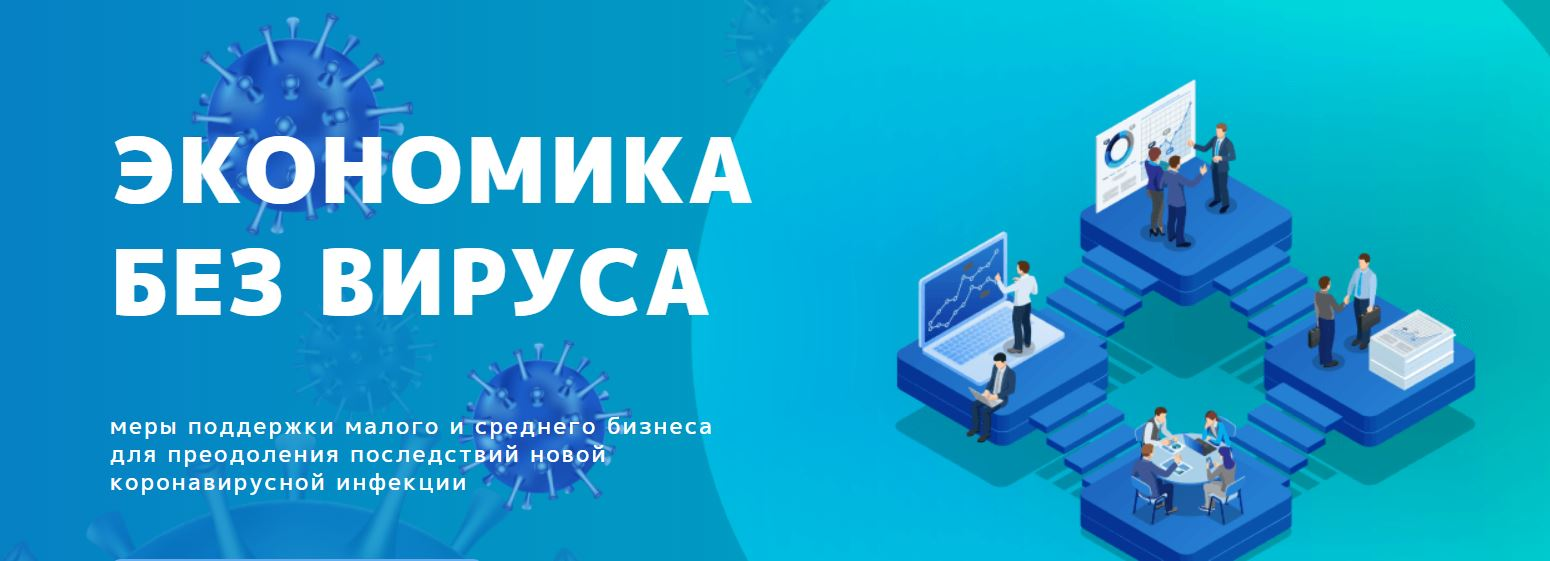 ЭКОНОМИКА
БЕЗ ВИРУСА
меры поддержки малого и среднего бизнеса
для преодоления последствий новой
коронавирусной инфекции